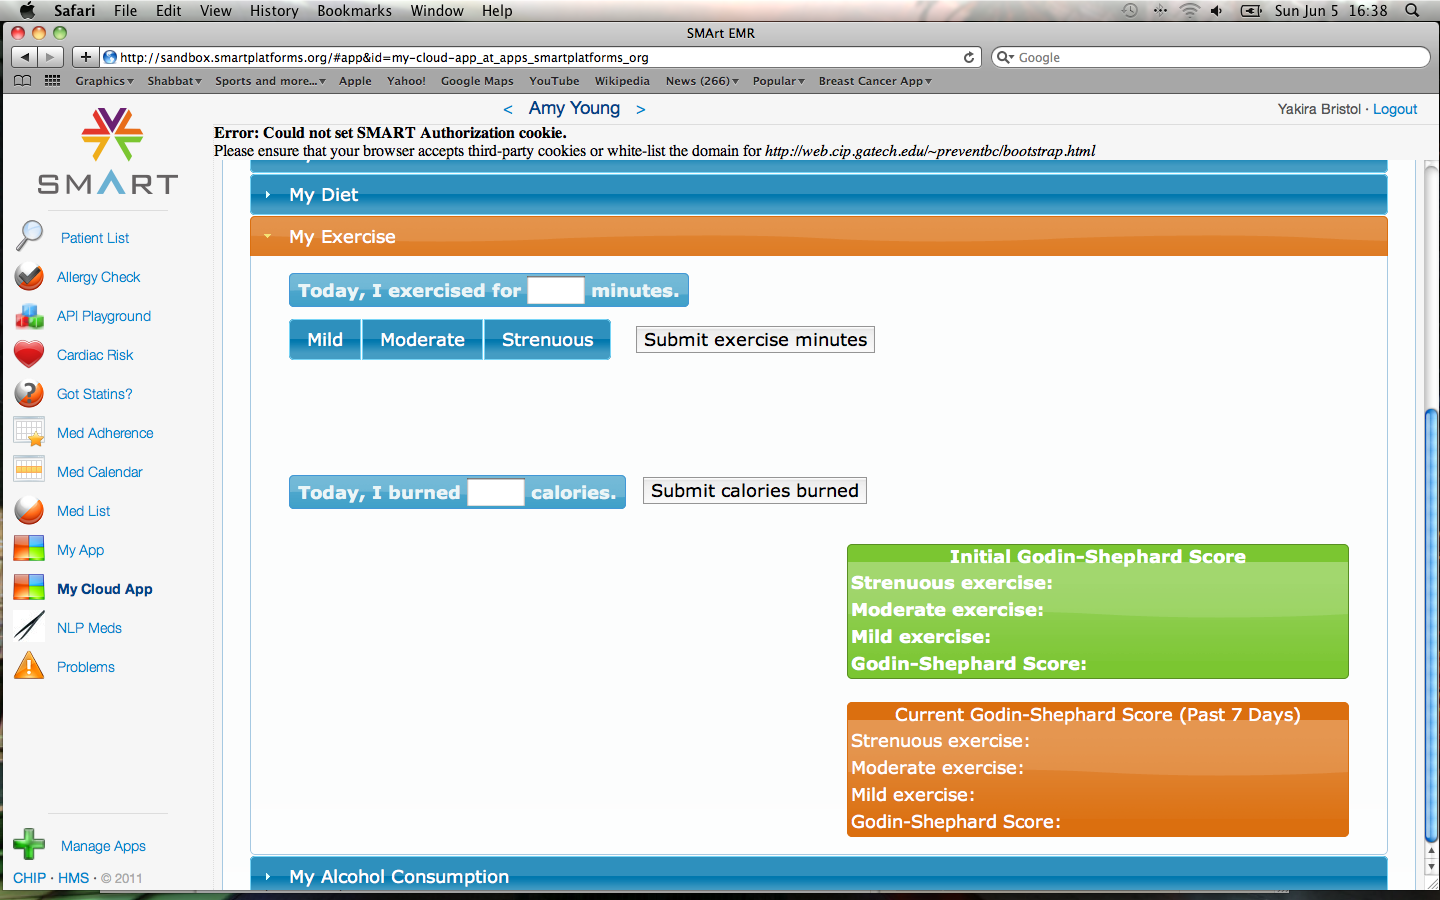 Safari File Edit View History Bookmarks Window Help Sun Jun 5 16:38
SMArt EMR
http://sandbox.smartplatforms.org/#app&id=my-cloud-app_at_apps_smartplatforms_org Google
Graphics Shabbat Sports and more... Apple Yahoo! Google Maps YouTube Wikipedia News (266) Popular Breast Cancer App
< Amy Young > Yakira Bristol · Logout
Error: Could not set SMART Authorization cookie.
Please ensure that your browser accepts third-party cookies or white-list the domain for http://web.cip.gatech.edu/~preventbc/bootstrap.html
SMART
Patient List
Allergy Check
API Playground
Cardiac Risk
Got Statins?
Med Adherence
Med Calendar
Med List
My App
My Cloud App
NLP Meds
Problems
Manage Apps
CHIP · HMS · © 2011
My Diet
My Exercise
Today, I exercised for minutes.
Mild Moderate Strenuous Submit exercise minutes
Today, I burned calories. Submit calories burned
Initial Godin-Shephard Score
Strenuous exercise:
Moderate exercise:
Mild exercise:
Godin-Shephard Score:
Current Godin-Shephard Score (Past 7 Days)
Strenuous exercise:
Moderate exercise:
Mild exercise:
Godin-Shephard Score:
My Alcohol Consumption